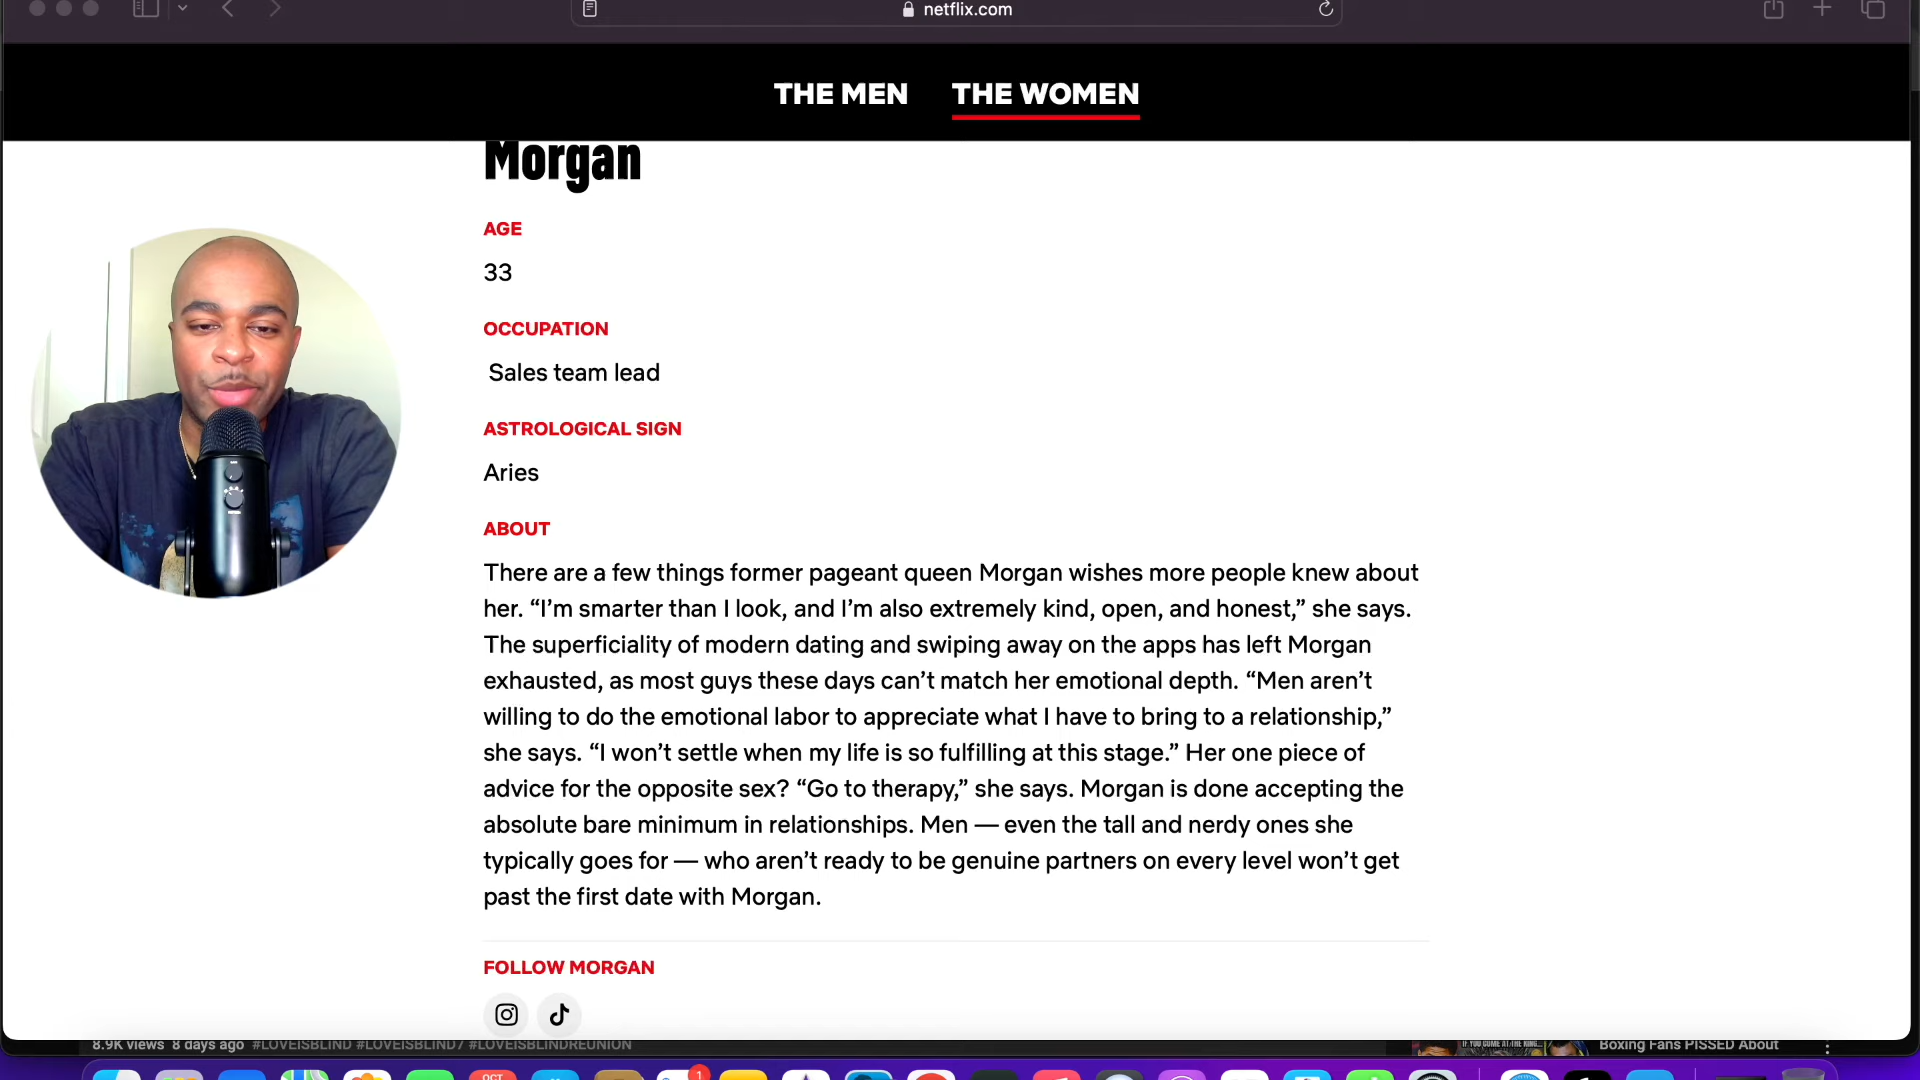 netflix.com
THE MEN THE WOMEN
Morgan
AGE
33
OCCUPATION
Sales team lead
ASTROLOGICAL SIGN
Aries
ABOUT
There are a few things former pageant queen Morgan wishes more people knew about
her. “I’m smarter than I look, and I’m also extremely kind, open, and honest,” she says.
The superficiality of modern dating and swiping away on the apps has left Morgan
exhausted, as most guys these days can’t match her emotional depth. “Men aren’t
willing to do the emotional labor to appreciate what I have to bring to a relationship,”
she says. “I won’t settle when my life is so fulfilling at this stage.” Her one piece of
advice for the opposite sex? “Go to therapy,” she says. Morgan is done accepting the
absolute bare minimum in relationships. Men — even the tall and nerdy ones she
typically goes for — who aren’t ready to be genuine partners on every level won’t get
past the first date with Morgan.
FOLLOW MORGAN
8.9K views 8 days ago #LOVEISBLIND #LOVEISBLIND7 #LOVEISBLINDREUNION
IF YOU COME AT THE KING...
Boxing Fans PISSED About
OCT
1